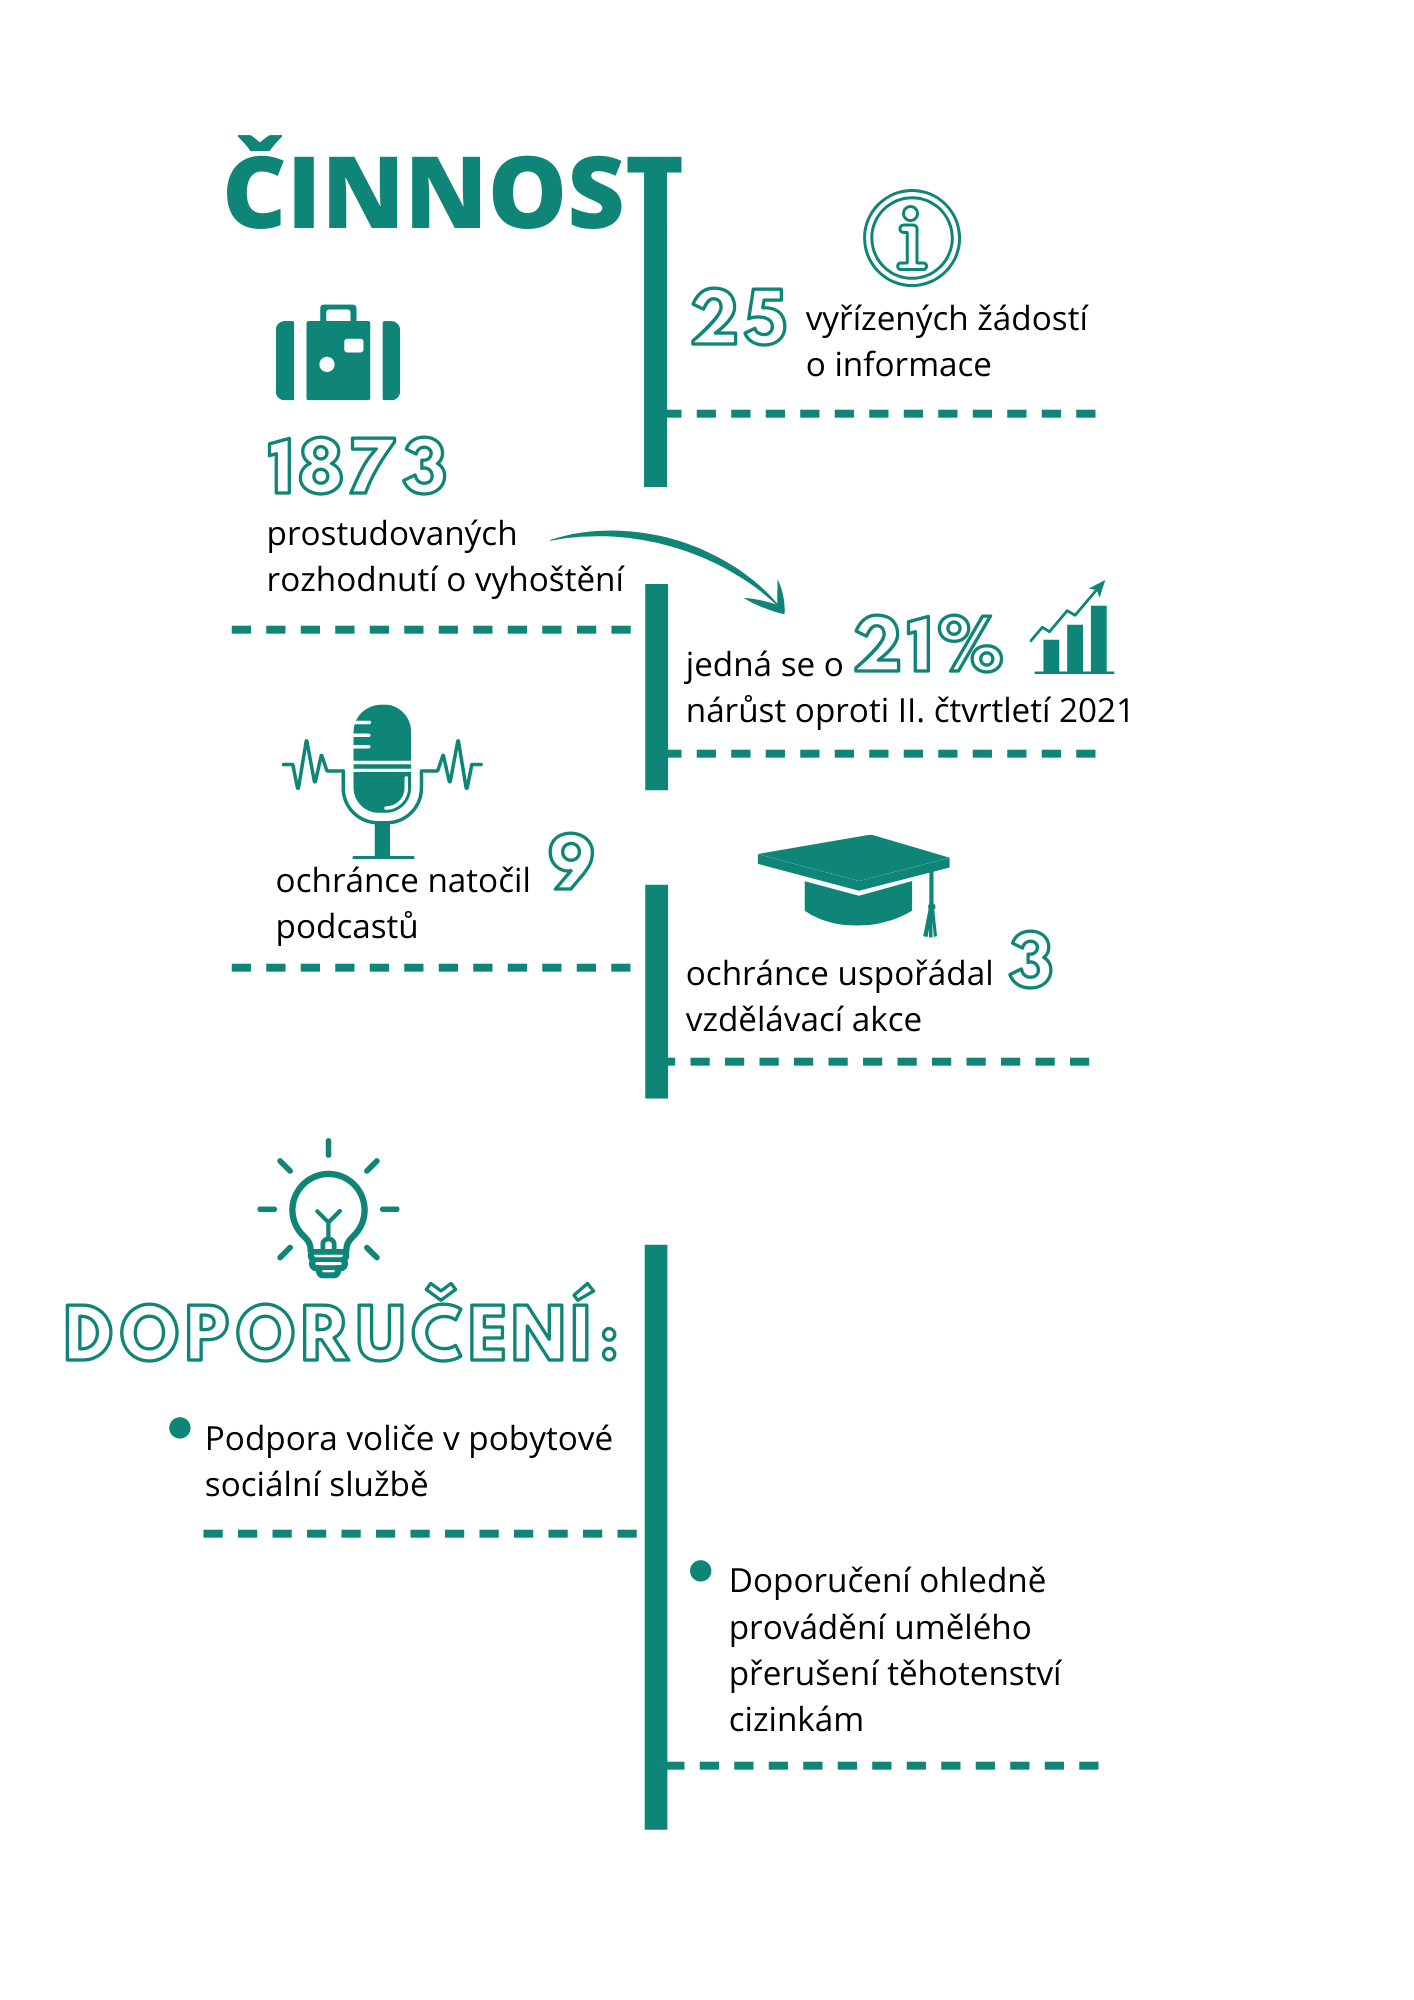 ČINNOST
25 vyřízených žádostí
o informace
1873
prostudovaných
rozhodnutí o vyhoštění
jedná se o 21%
nárůst oproti II. čtvrtletí 2021
ochránce natočil 9
podcastů
ochránce uspořádal 3
vzdělávací akce
DOPORUČENÍ:
Podpora voliče v pobytové
sociální službě
Doporučení ohledně
provádění umělého
přerušení těhotenství
cizinkám